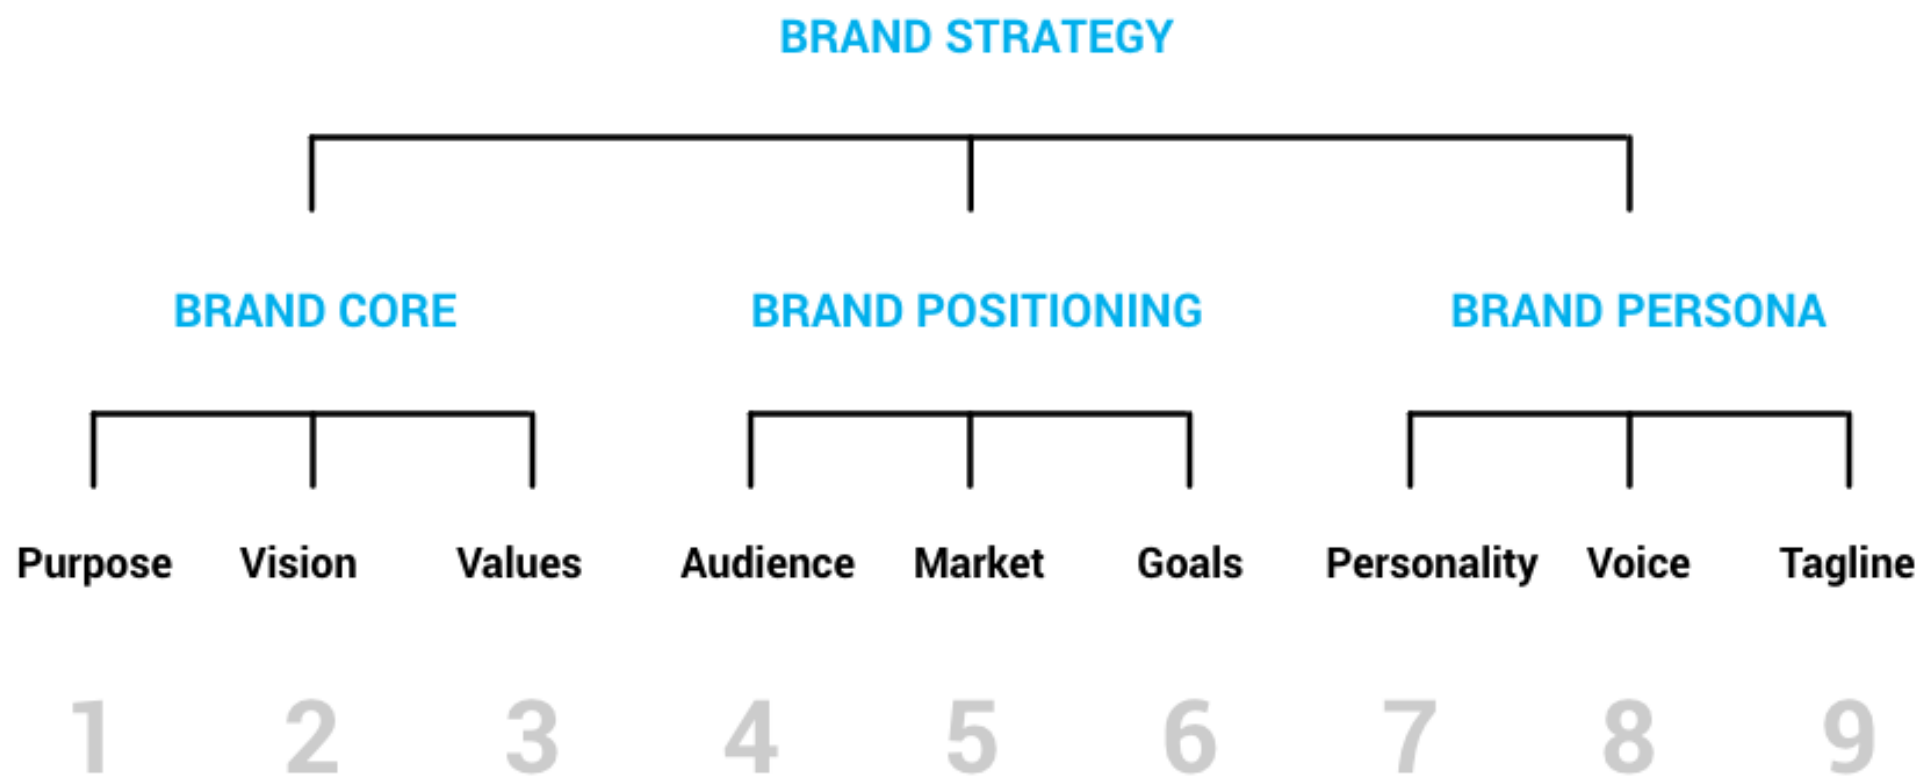 BRAND STRATEGY
BRAND CORE BRAND POSITIONING BRAND PERSONA
Purpose Vision Values Audience Market Goals Personality Voice Tagline
1 2 3 4 5 6 7 8 9